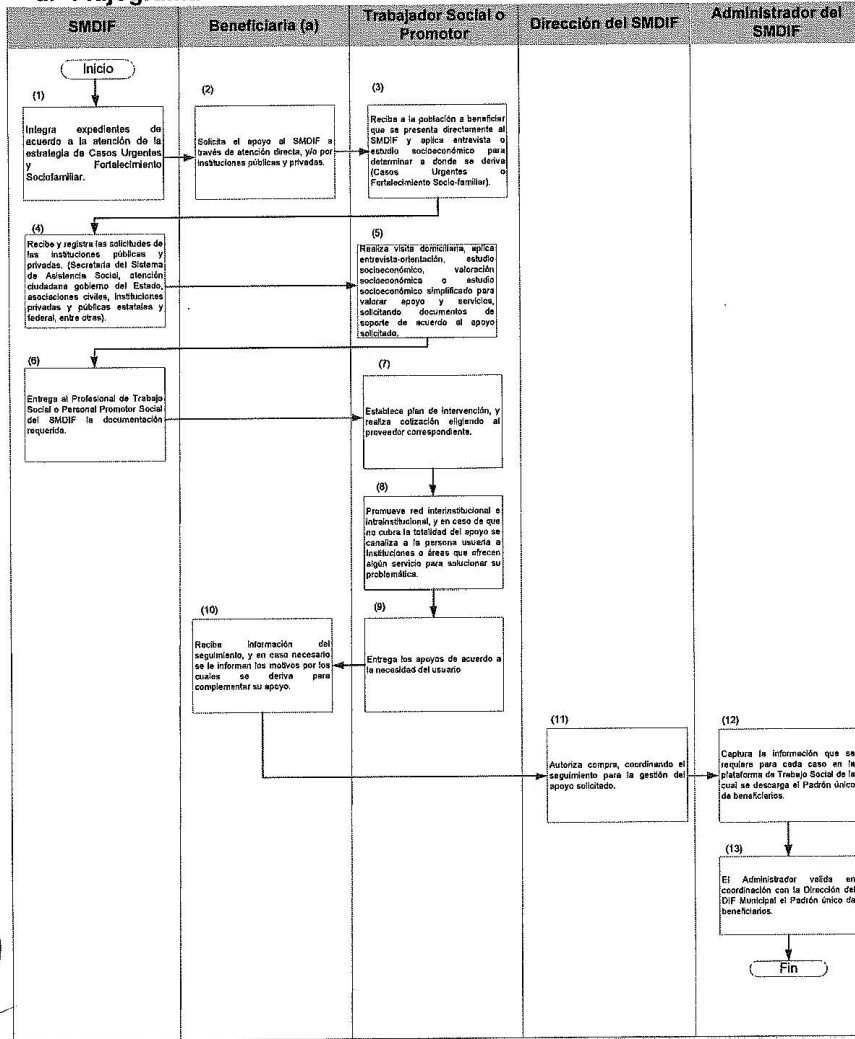 SMDIF
Beneficiaria (a)
Trabajador Social o
Promotor
Dirección del SMDIF
Administrador del
SMDIF
Inicio
(1)
Integra expedientes de
acuerdo a la atención de la
estrategia de Casos Urgentes
y Fortalecimiento
Sociofamiliar.
(2)
Solicita el apoyo al SMDIF a
través de atención directa, y/o por
instituciones públicas y privadas.
(3)
Recibe a la población a beneficiar
que se presenta directamente al
SMDIF y aplica entrevista o
estudio socioeconómico para
determinar a donde se deriva
(Casos Urgentes o
Fortalecimiento Socio-familiar).
(4)
Recibe y registra las solicitudes de
las instituciones públicas y
privadas. (Secretaría del Sistema
de Asistencia Social, atención
ciudadana gobierno del Estado,
asociaciones civiles, instituciones
privadas y públicas estatales y
federal, entre otras).
(5)
Realiza visita domiciliaria, aplica
entrevista-orientación, estudio
socioeconómico, valoración
socioeconómica o estudio
socioeconómico simplificado para
valorar apoyo y servicios,
solicitando documentos de
soporte de acuerdo al apoyo
solicitado.
(6)
Entrega al Profesional de Trabajo
Social o Personal Promotor Social
del SMDIF la documentación
requerida.
(7)
Establece plan de intervención, y
realiza cotización eligiendo al
proveedor correspondiente.
(8)
Promueve red interinstitucional e
intrainstitucional, y en caso de que
no cubra la totalidad del apoyo se
canaliza a la persona usuaria a
instituciones o áreas que ofrecen
algún servicio para solucionar su
problemática.
(9)
Entrega los apoyos de acuerdo a
la necesidad del usuario
(10)
Recibe información del
seguimiento, y en caso necesario
se le informan los motivos por los
cuales se deriva para
complementar su apoyo.
(11)
Autoriza compra, coordinando el
seguimiento para la gestión del
apoyo solicitado.
(12)
Captura la información que se
requiere para cada caso en la
plataforma de Trabajo Social de la
cual se descarga el Padrón único
de beneficiarios.
(13)
El Administrador valida en
coordinación con la Dirección del
DIF Municipal el Padrón único de
beneficiarios.
Fin